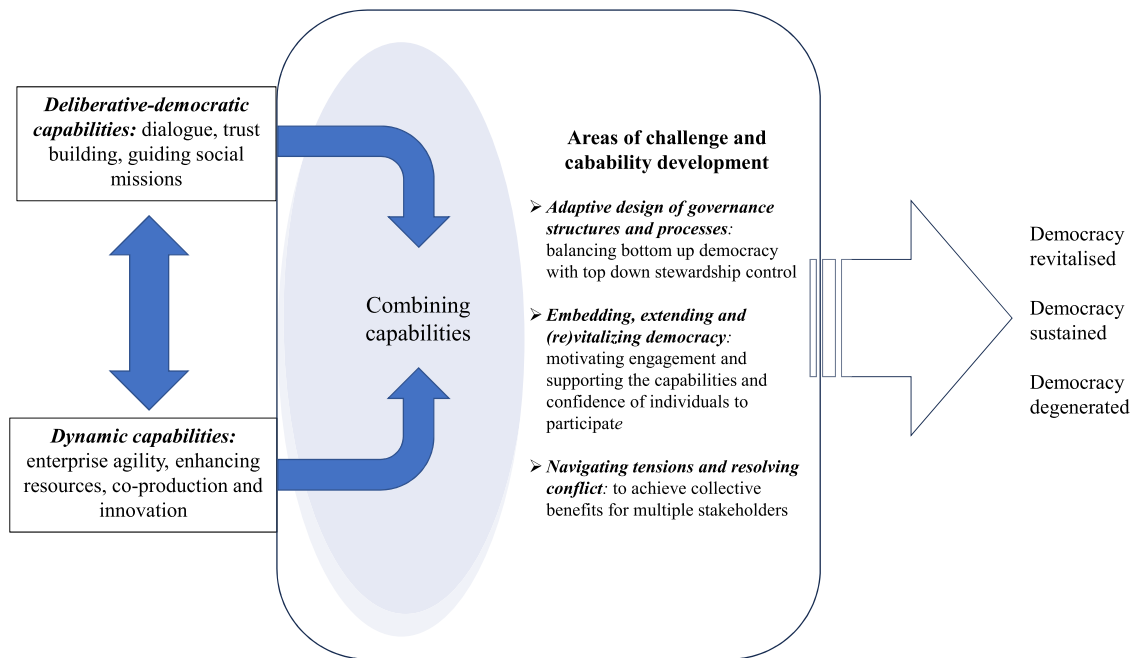 Deliberative-democratic
capabilities: dialogue, trust
building, guiding social
missions
Dynamic capabilities:
enterprise agility, enhancing
resources, co-production and
innovation
Combining
capabilities
Areas of challenge and
cabability development
➢ Adaptive design of governance
structures and processes:
balancing bottom up democracy
with top down stewardship control
➢ Embedding, extending and
(re)vitalizing democracy:
motivating engagement and
supporting the capabilities and
confidence of individuals to
participate
➢ Navigating tensions and resolving
conflict: to achieve collective
benefits for multiple stakeholders
Democracy
revitalised
Democracy
sustained
Democracy
degenerated